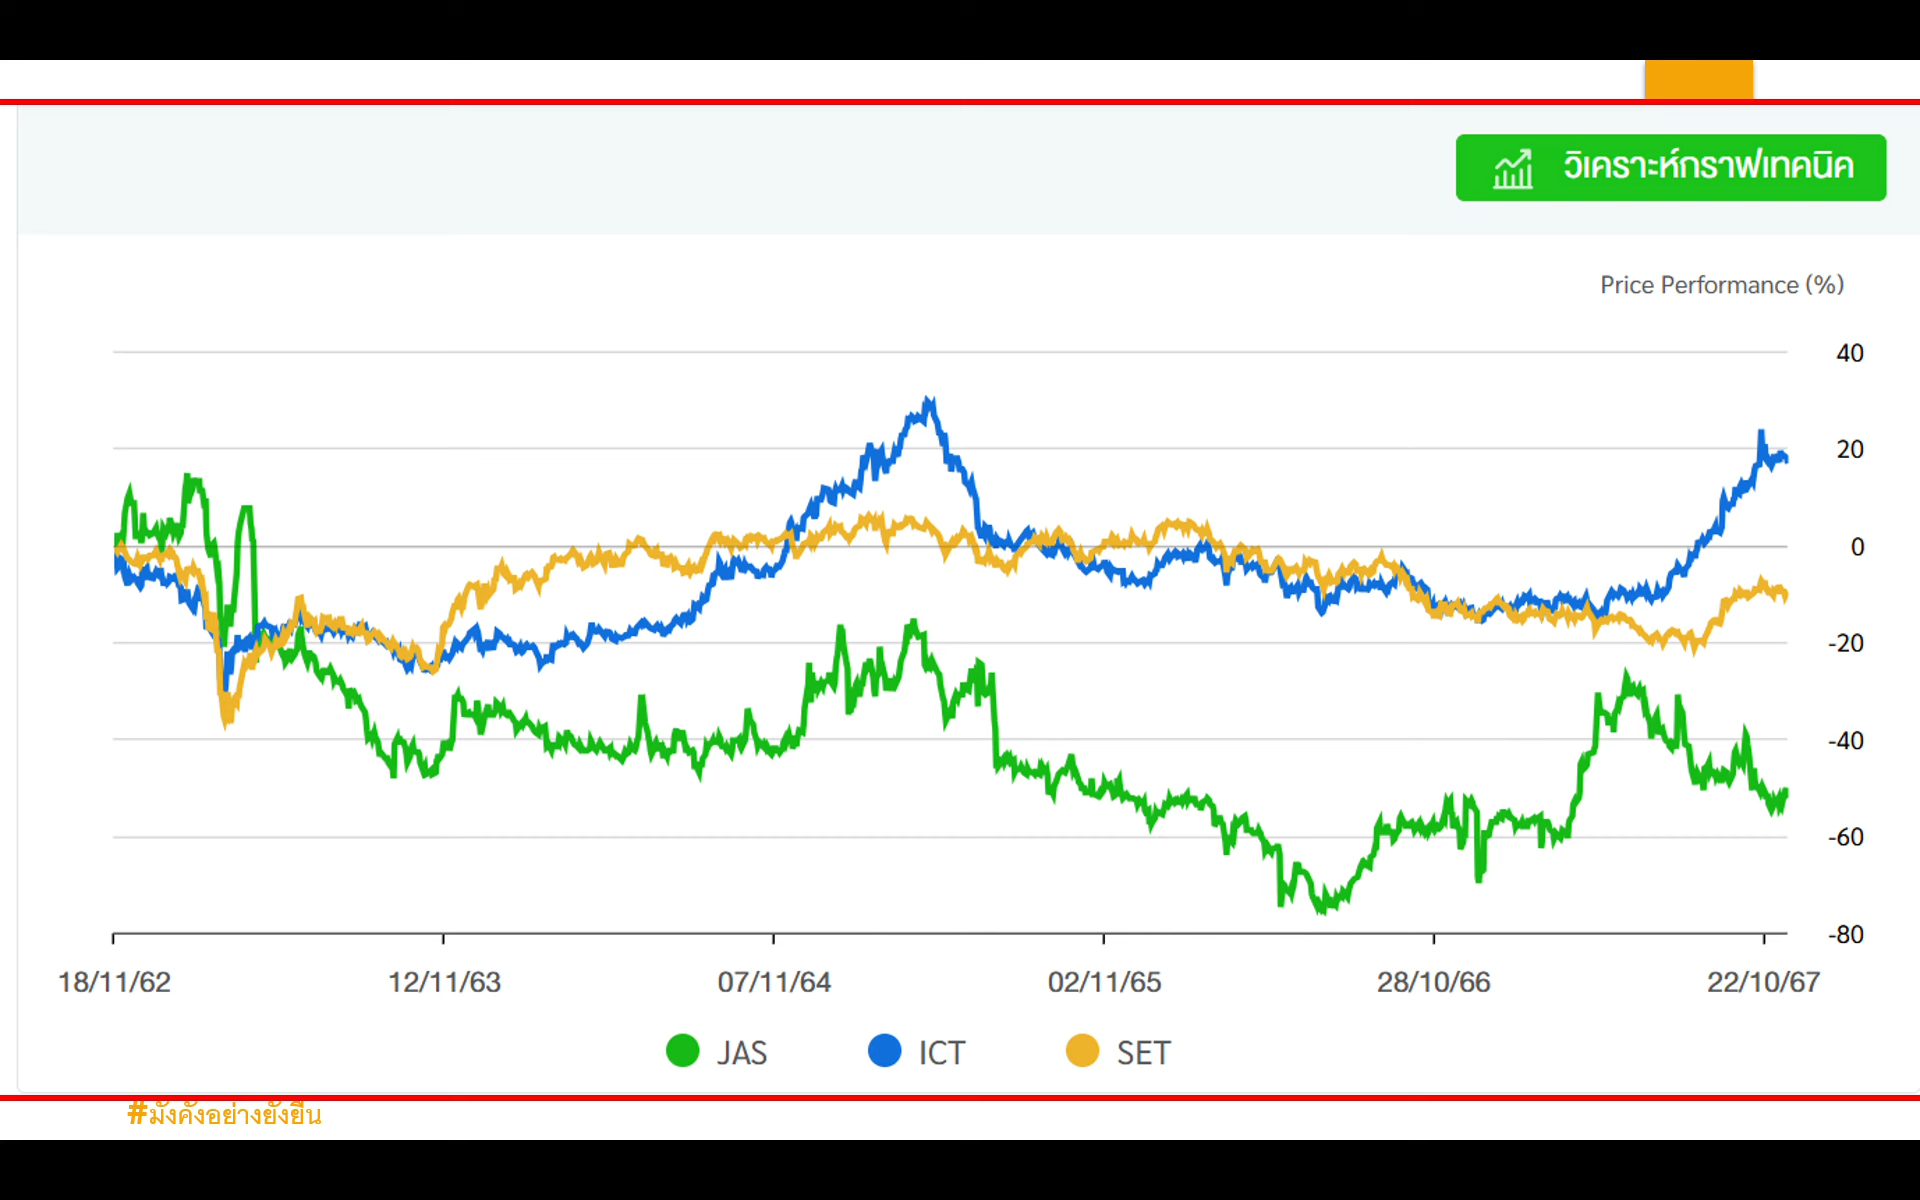 วิเคราะห์กราฟเทคนิค
Price Performance (%)
40
20
0
-20
-40
-60
-80
18/11/62 12/11/63 07/11/64 02/11/65 28/10/66 22/10/67
JAS ICT SET
#มั่งคั่งอย่างยั่งยืน